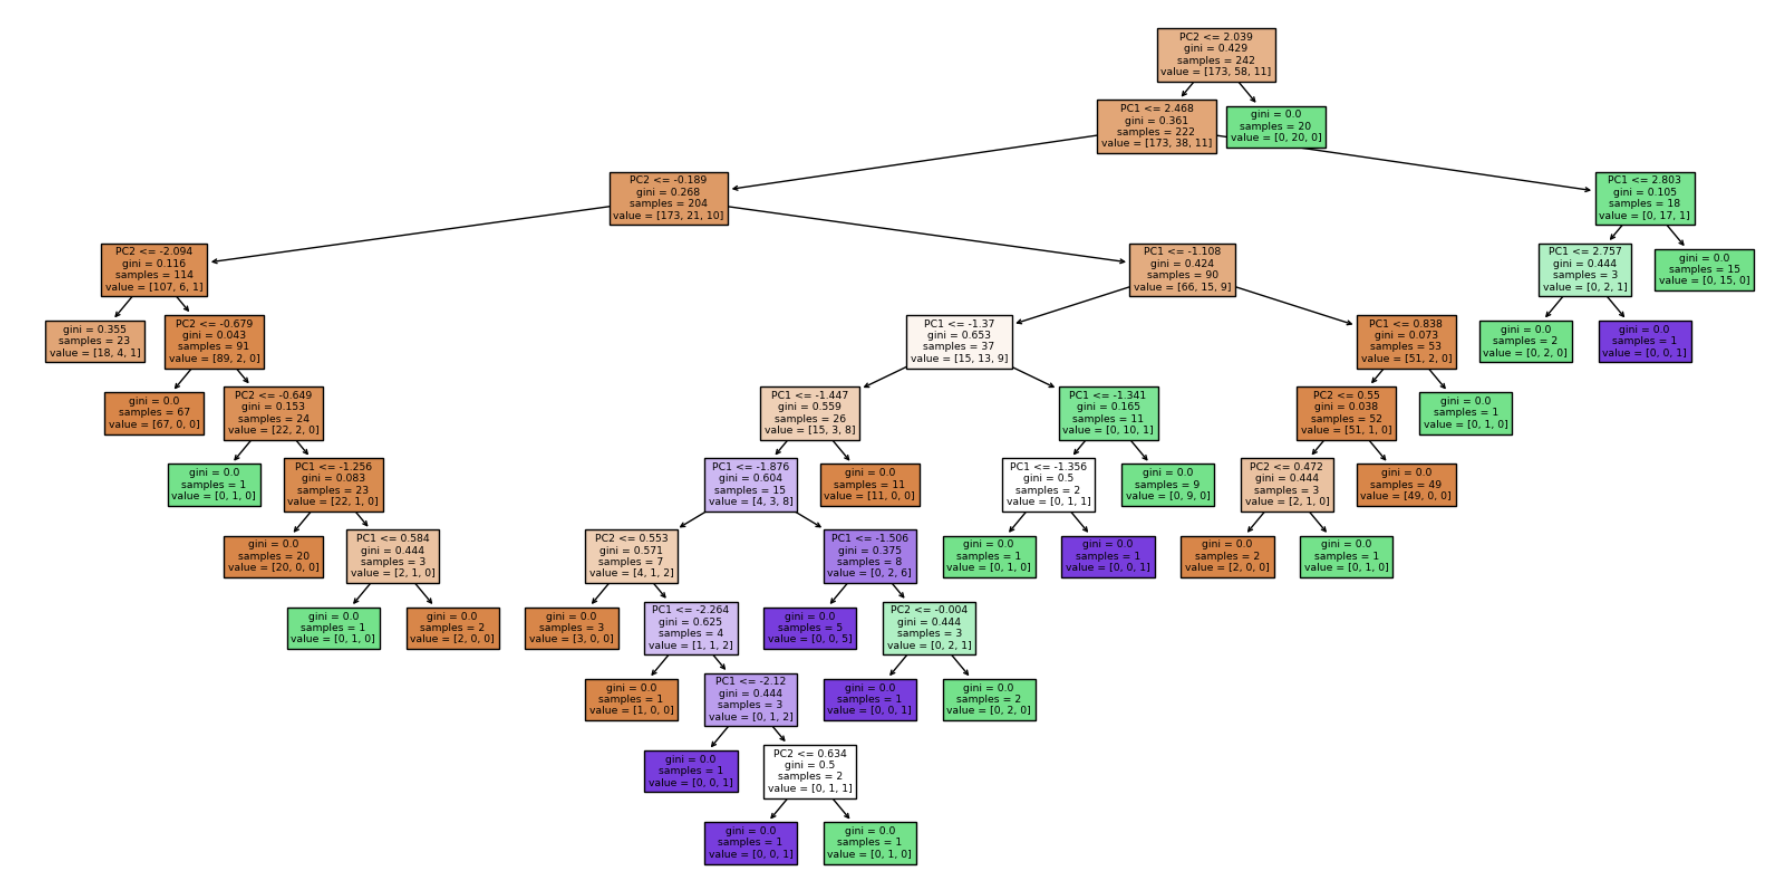 PC2 <= 2.039
gini = 0.429
samples = 242
value = [173, 58, 11]
PC1 <= 2.468
gini = 0.361
samples = 222
value = [173, 38, 11]
gini = 0.0
samples = 20
value = [0, 20, 0]
PC2 <= -0.189
gini = 0.268
samples = 204
value = [173, 21, 10]
PC1 <= 2.803
gini = 0.105
samples = 18
value = [0, 17, 1]
PC2 <= -2.094
gini = 0.116
samples = 114
value = [107, 6, 1]
PC1 <= -1.108
gini = 0.424
samples = 90
value = [66, 15, 9]
PC1 <= 2.757
gini = 0.444
samples = 3
value = [0, 2, 1]
gini = 0.0
samples = 15
value = [0, 15, 0]
gini = 0.355
samples = 23
value = [18, 4, 1]
PC2 <= -0.679
gini = 0.043
samples = 91
value = [89, 2, 0]
PC1 <= -1.37
gini = 0.653
samples = 37
value = [15, 13, 9]
PC1 <= 0.838
gini = 0.073
samples = 53
value = [51, 2, 0]
gini = 0.0
samples = 2
value = [0, 2, 0]
gini = 0.0
samples = 1
value = [0, 0, 1]
gini = 0.0
samples = 67
value = [67, 0, 0]
PC2 <= -0.649
gini = 0.153
samples = 24
value = [22, 2, 0]
PC1 <= -1.447
gini = 0.559
samples = 26
value = [15, 3, 8]
PC1 <= -1.341
gini = 0.165
samples = 11
value = [0, 10, 1]
PC2 <= 0.55
gini = 0.038
samples = 52
value = [51, 1, 0]
gini = 0.0
samples = 1
value = [0, 1, 0]
gini = 0.0
samples = 1
value = [0, 1, 0]
PC1 <= -1.256
gini = 0.083
samples = 23
value = [22, 1, 0]
PC1 <= -1.876
gini = 0.604
samples = 15
value = [4, 3, 8]
gini = 0.0
samples = 11
value = [11, 0, 0]
PC1 <= -1.356
gini = 0.5
samples = 2
value = [0, 1, 1]
gini = 0.0
samples = 9
value = [0, 9, 0]
PC2 <= 0.472
gini = 0.444
samples = 3
value = [2, 1, 0]
gini = 0.0
samples = 49
value = [49, 0, 0]
gini = 0.0
samples = 20
value = [20, 0, 0]
PC1 <= 0.584
gini = 0.444
samples = 3
value = [2, 1, 0]
PC2 <= 0.553
gini = 0.571
samples = 7
value = [4, 1, 2]
PC1 <= -1.506
gini = 0.375
samples = 8
value = [0, 2, 6]
gini = 0.0
samples = 1
value = [0, 1, 0]
gini = 0.0
samples = 1
value = [0, 0, 1]
gini = 0.0
samples = 2
value = [2, 0, 0]
gini = 0.0
samples = 1
value = [0, 1, 0]
gini = 0.0
samples = 1
value = [0, 1, 0]
gini = 0.0
samples = 2
value = [2, 0, 0]
gini = 0.0
samples = 3
value = [3, 0, 0]
PC1 <= -2.264
gini = 0.625
samples = 4
value = [1, 1, 2]
gini = 0.0
samples = 5
value = [0, 0, 5]
PC2 <= -0.004
gini = 0.444
samples = 3
value = [0, 2, 1]
gini = 0.0
samples = 1
value = [1, 0, 0]
PC1 <= -2.12
gini = 0.444
samples = 3
value = [0, 1, 2]
gini = 0.0
samples = 1
value = [0, 0, 1]
gini = 0.0
samples = 2
value = [0, 2, 0]
gini = 0.0
samples = 1
value = [0, 0, 1]
PC2 <= 0.634
gini = 0.5
samples = 2
value = [0, 1, 1]
gini = 0.0
samples = 1
value = [0, 0, 1]
gini = 0.0
samples = 1
value = [0, 1, 0]